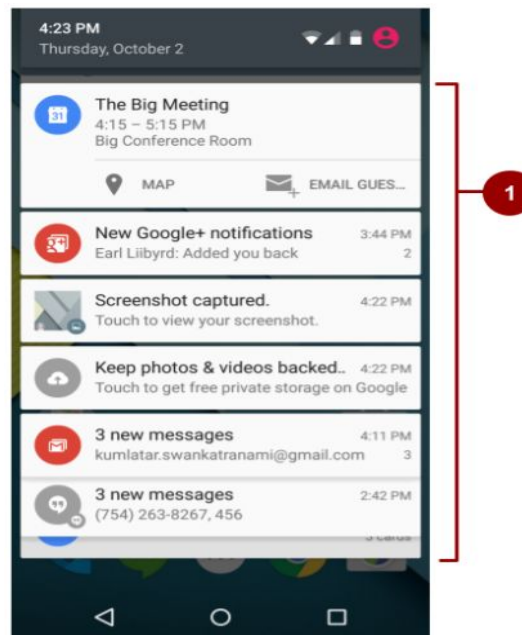 4:23 PM
Thursday, October 2
31
The Big Meeting
4:15 – 5:15 PM
Big Conference Room
MAP
EMAIL GUES...
1
New Google+ notifications 3:44 PM
Earl Liibyrd: Added you back 2
Screenshot captured. 4:22 PM
Touch to view your screenshot.
Keep photos & videos backed.. 4:22 PM
Touch to get free private storage on Google
3 new messages 4:11 PM
kumlatar.swankatranami@gmail.com 3
3 new messages 2:42 PM
(754) 263-8267, 456